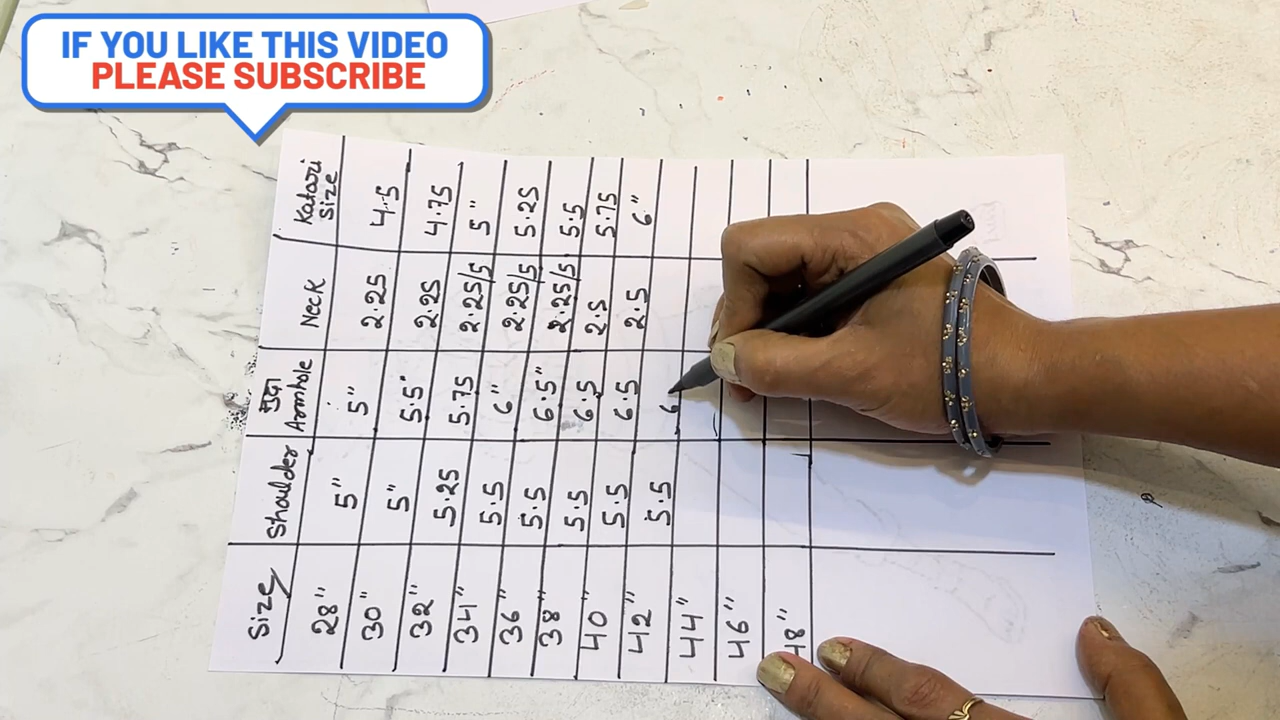 IF YOU LIKE THIS VIDEO
PLEASE SUBSCRIBE
Size Shoulder Armhole Neck Katori Size
28" 5" 5" 2.25 4.5
30" 5" 5.5" 2.25 4.75
32" 5.25 5.75 2.25/5 5"
34" 5.5 6" 2.25/5 5.25
36" 5.5 6.5" 2.25/5 5.5
38" 5.5 6.5 2.5 5.75
40" 5.5 6.5 2.5 6"
42" 5.5 6
44"
46"
48"